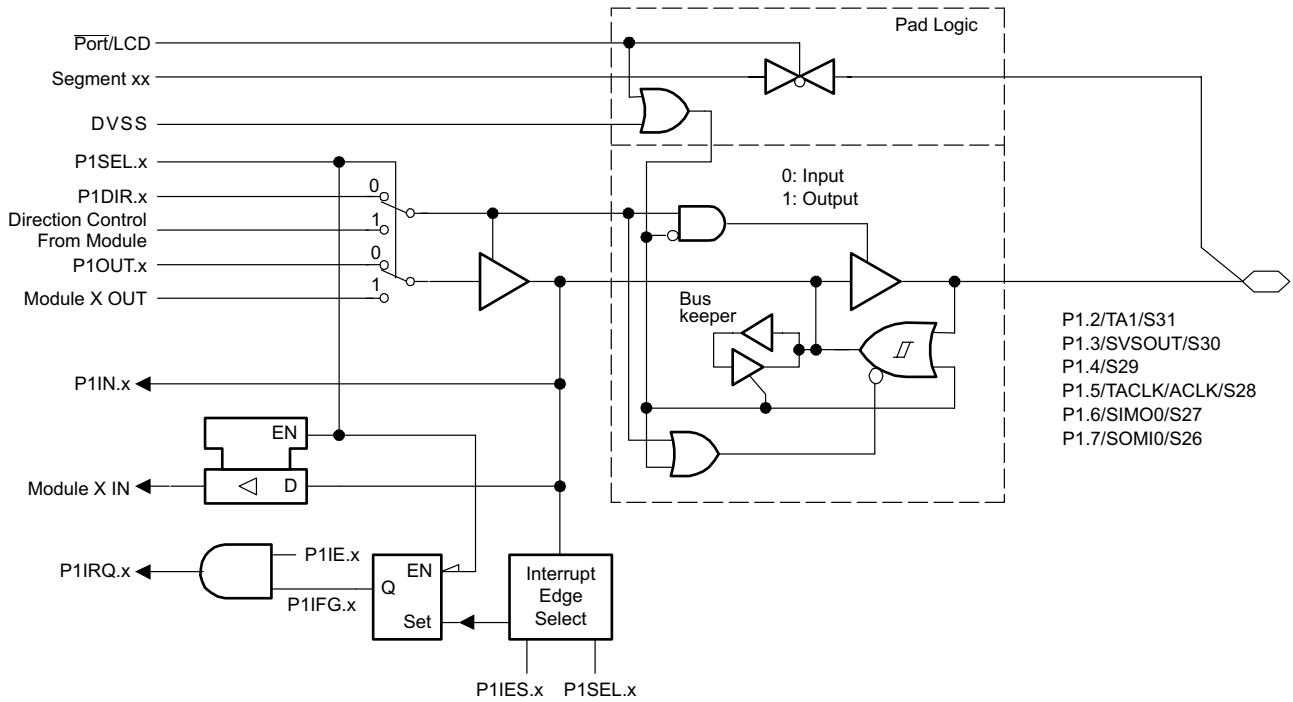 Pad Logic
Port/LCD
Segment xx
DVSS
P1SEL.x
P1DIR.x
0
Direction Control
From Module
1
P1OUT.x
0
Module X OUT
1
0: Input
1: Output
Bus
keeper
P1.2/TA1/S31
P1.3/SVSOUT/S30
P1.4/S29
P1.5/TACLK/ACLK/S28
P1.6/SIMO0/S27
P1.7/SOMI0/S26
P1IN.x
EN
Module X IN
D
P1IRQ.x
P1IE.x
P1IFG.x
EN
Q
Set
Interrupt
Edge
Select
P1IES.x
P1SEL.x